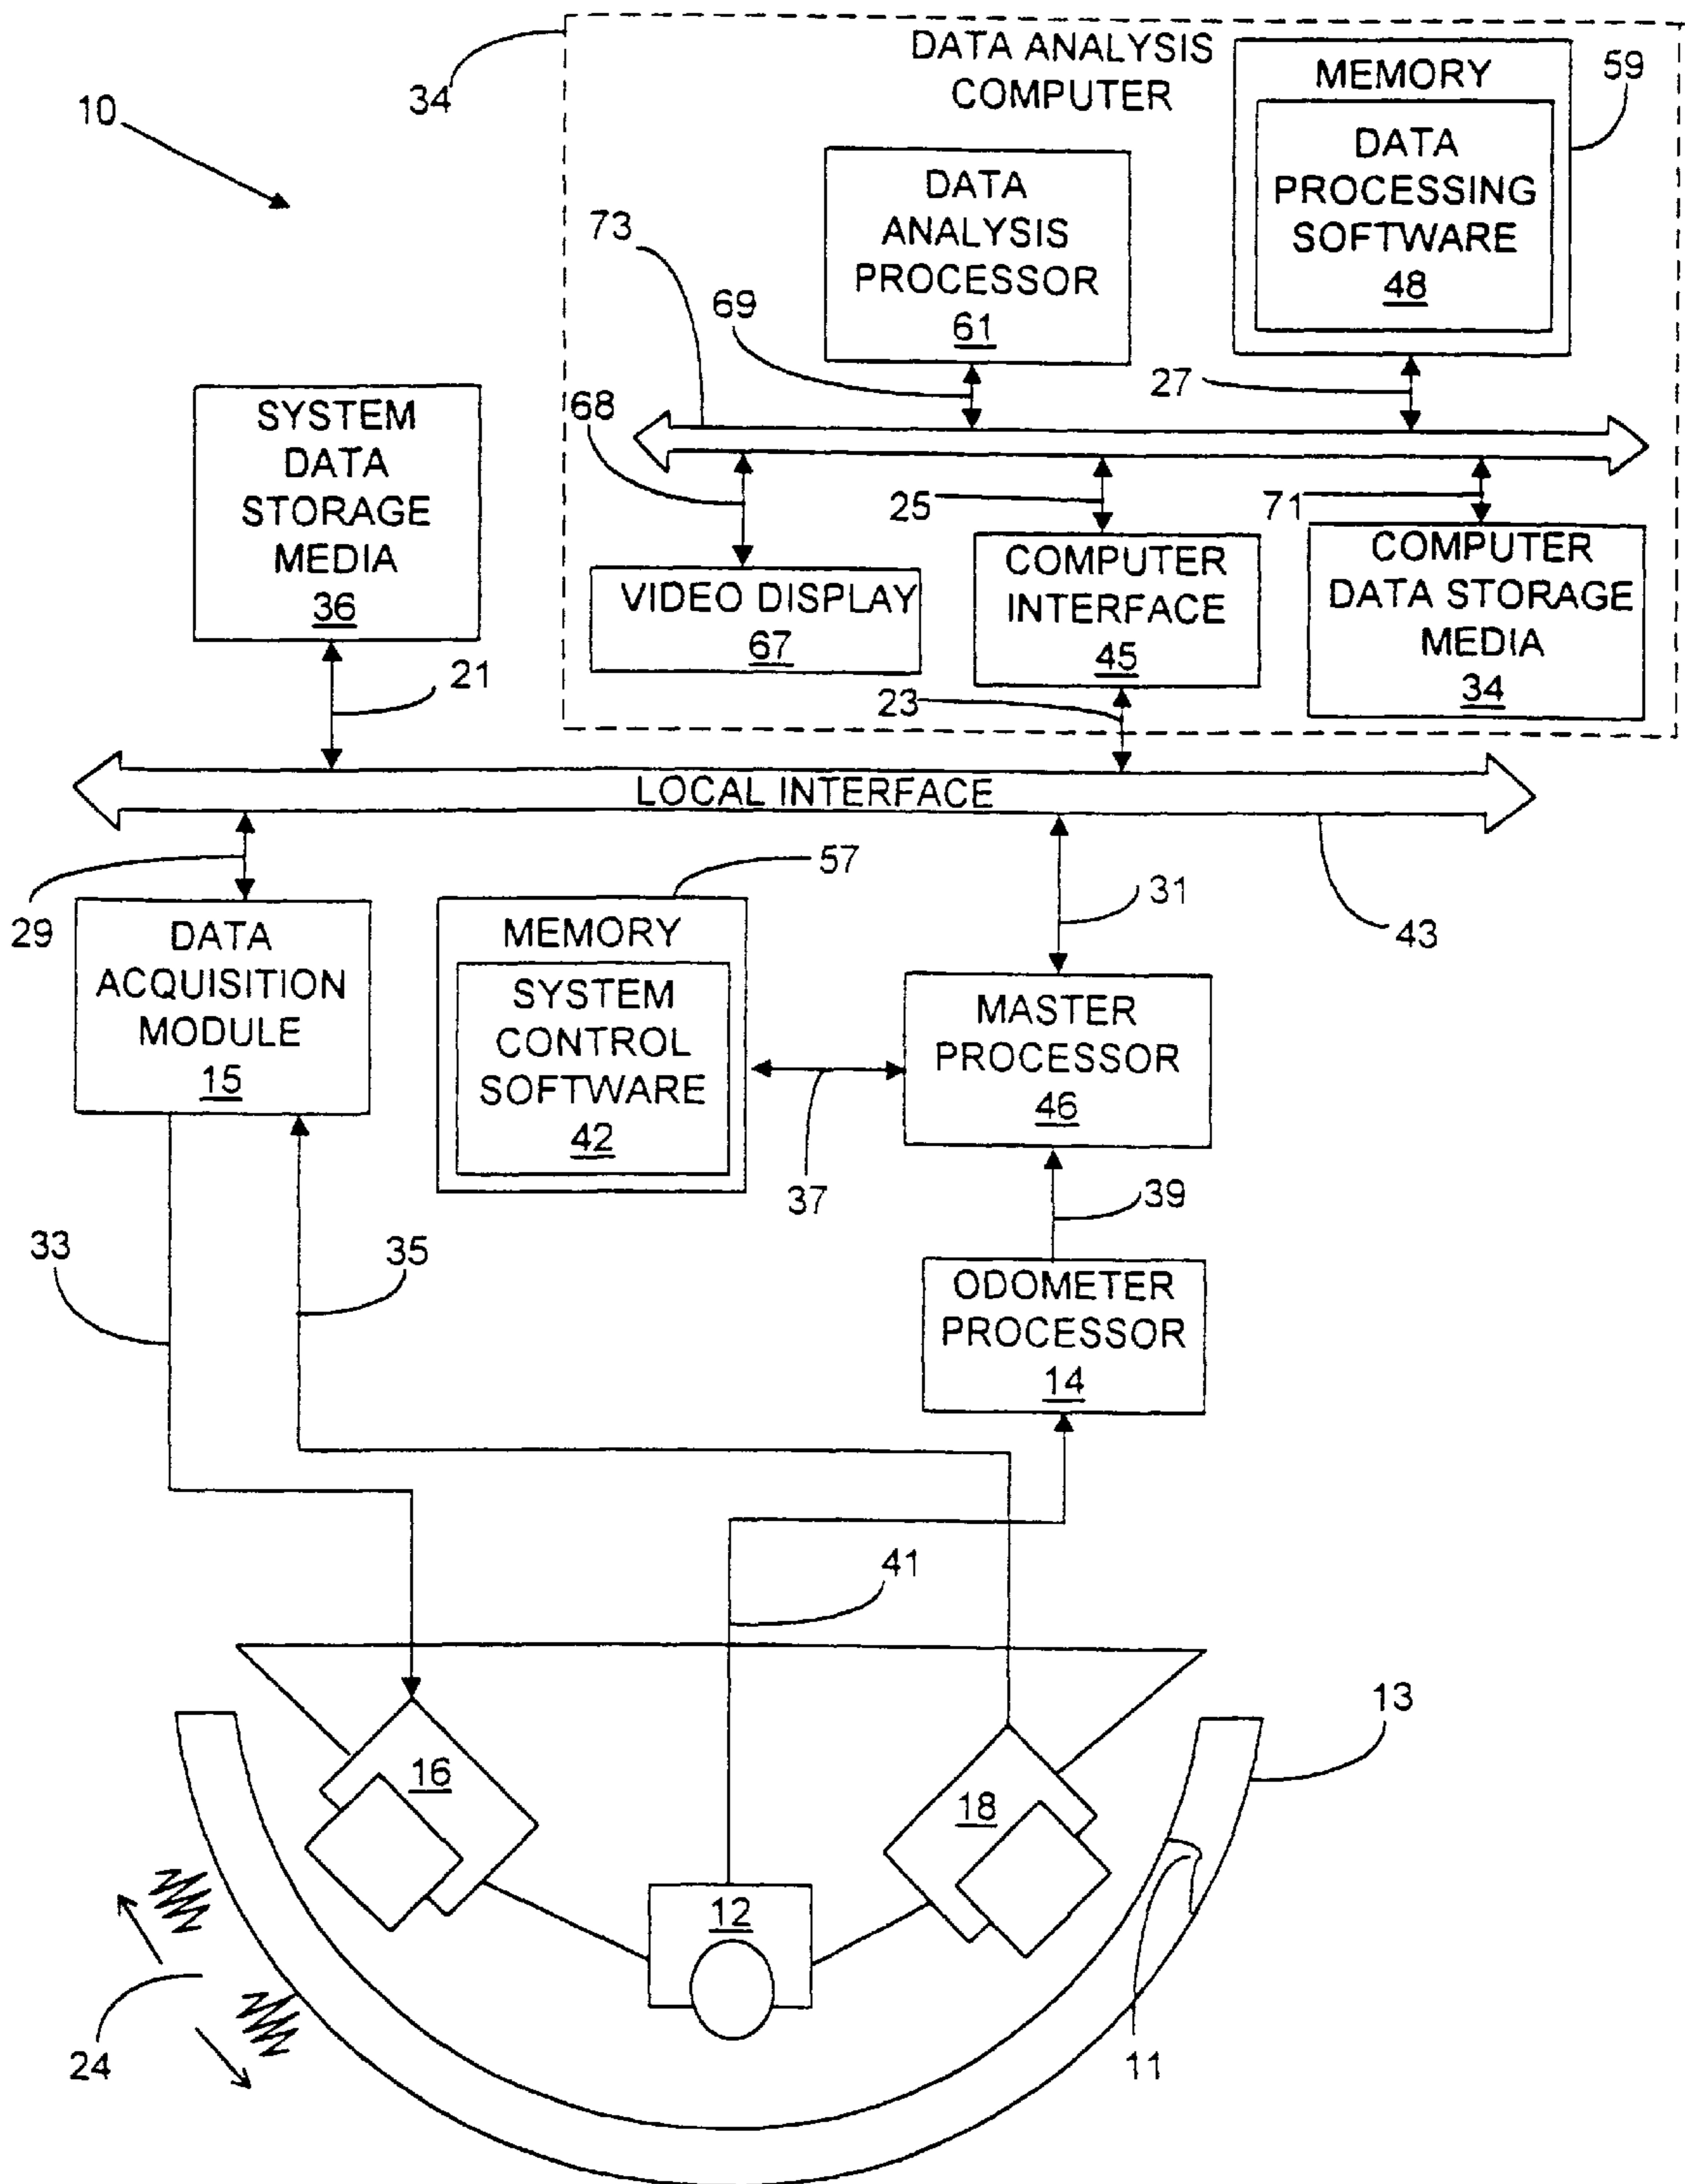 DATA ANALYSIS
COMPUTER
34
10
MEMORY
59
DATA
PROCESSING
SOFTWARE
48
DATA
ANALYSIS
PROCESSOR
61
73
69
27
68
SYSTEM
DATA
STORAGE
MEDIA
36
25
71
VIDEO DISPLAY
67
COMPUTER
INTERFACE
45
COMPUTER
DATA STORAGE
MEDIA
34
21
23
LOCAL INTERFACE
29
57
31
43
DATA
ACQUISITION
MODULE
15
MEMORY
SYSTEM
CONTROL
SOFTWARE
42
MASTER
PROCESSOR
46
37
39
33
35
ODOMETER
PROCESSOR
14
41
13
16
18
12
24
11